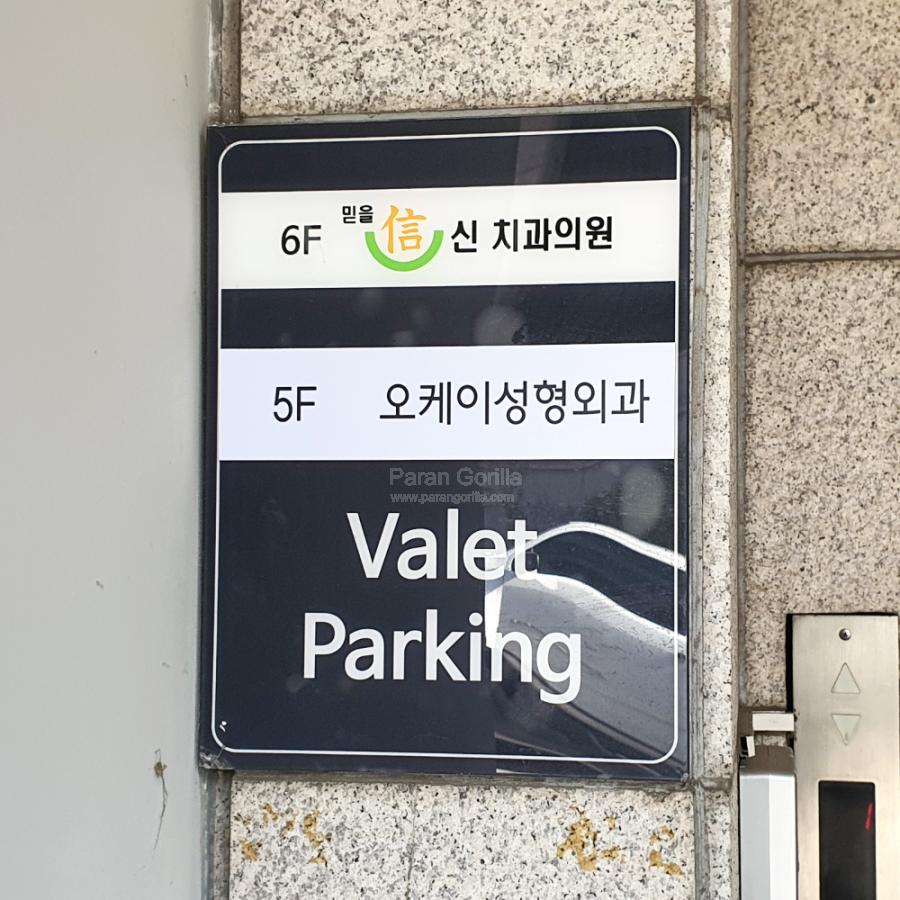 6F 믿을 信 신 치과의원
5F 오케이성형외과
Paran Gorilla
www.parangorilla.com
Valet
Parking